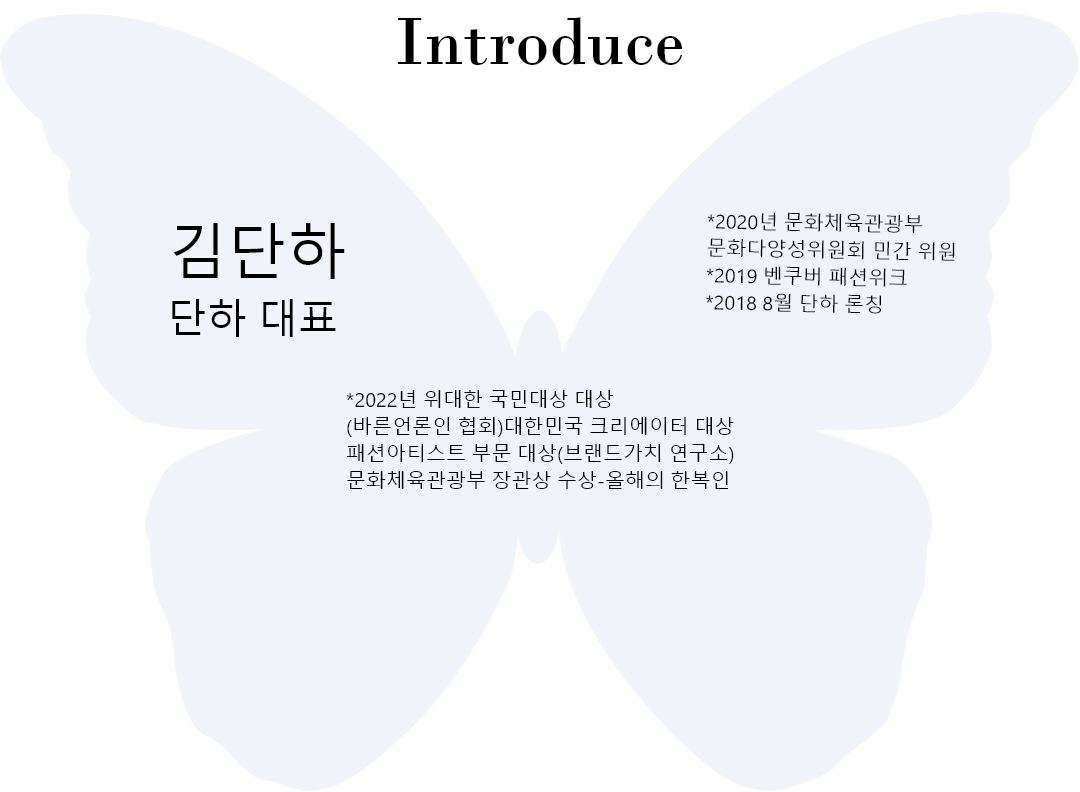 Introduce
김단하
단하 대표
*2020년 문화체육관광부
문화다양성위원회 민간 위원
*2019 벤쿠버 패션위크
*2018 8월 단하 론칭
*2022년 위대한 국민대상 대상
(바른언론인 협회)대한민국 크리에이터 대상
패션아티스트 부문 대상(브랜드가치 연구소)
문화체육관광부 장관상 수상-올해의 한복인